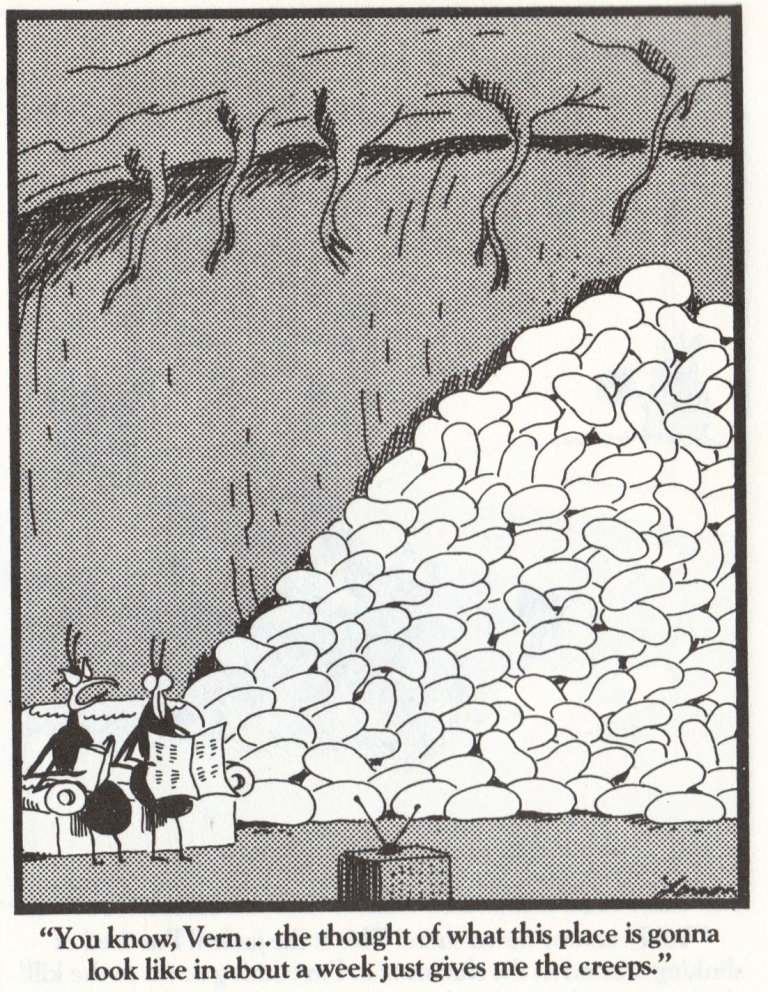 Larson
“You know, Vern...the thought of what this place is gonna
look like in about a week just gives me the creeps.”